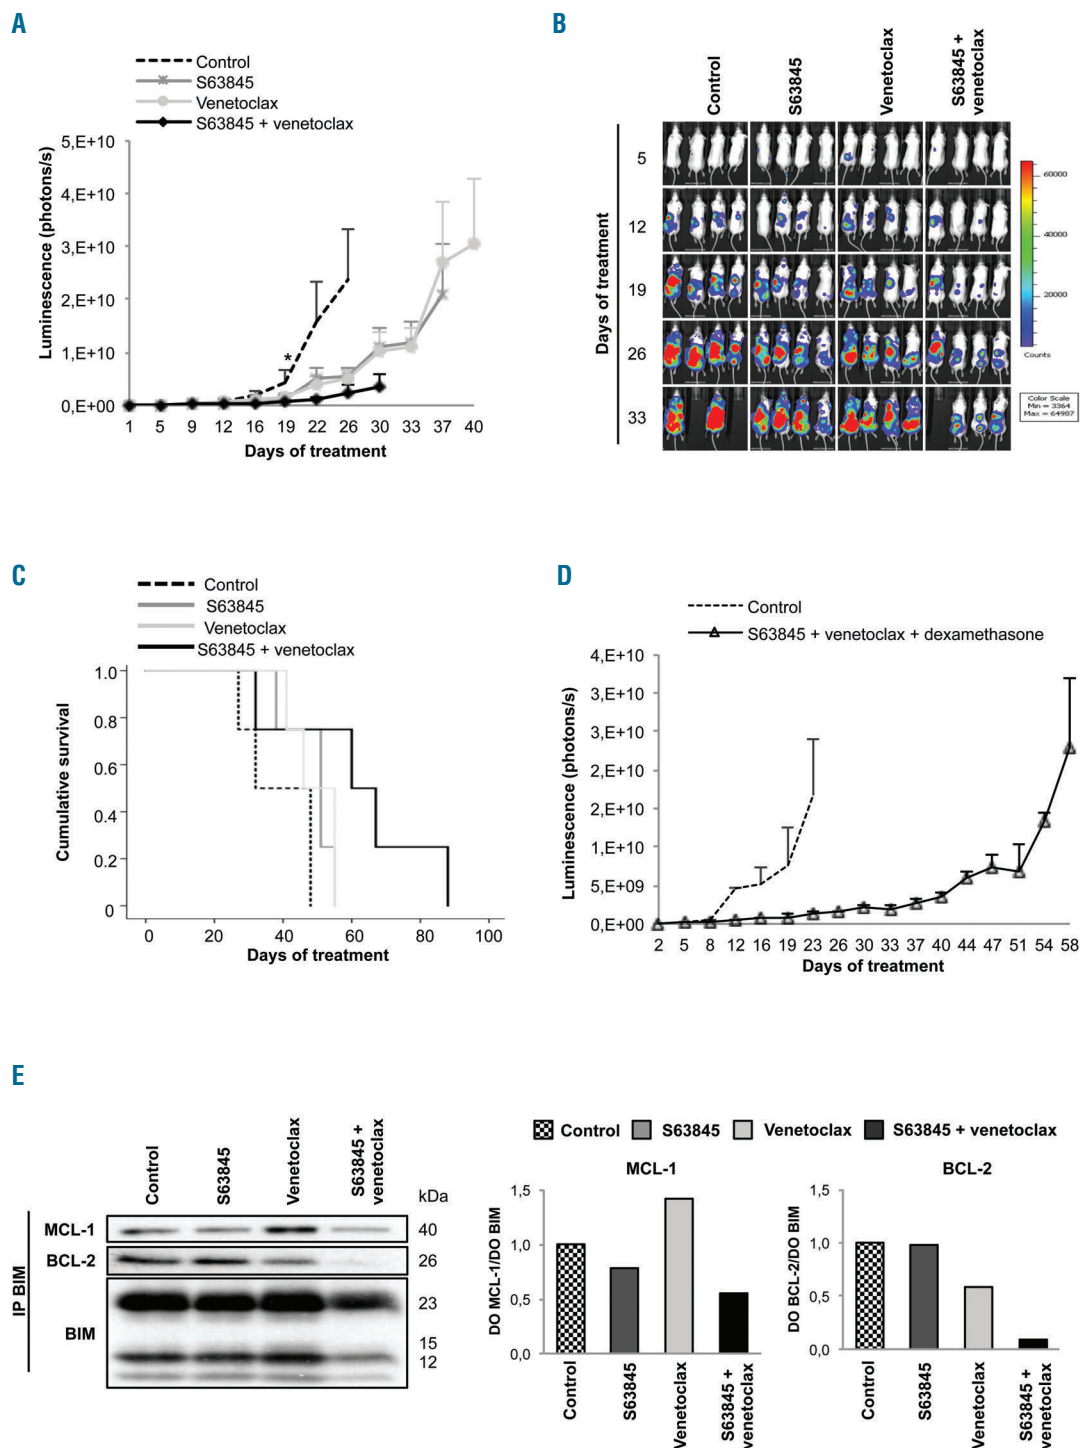 A
Control
S63845
Venetoclax
S63845 + venetoclax
Luminescence (photons/s)
5,E+10
4,E+10
3,E+10
2,E+10
1,E+10
0,E+00
*
1 5 9 12 16 19 22 26 30 33 37 40
Days of treatment
B
Control
S63845
Venetoclax
S63845 +
venetoclax
Days of treatment
5
12
19
26
33
60000
40000
20000
Counts
Color Scale
Min = 3364
Max = 64987
C
Control
S63845
Venetoclax
S63845 + venetoclax
Cumulative survival
1.0
0.8
0.6
0.4
0.2
0
0 20 40 60 80 100
Days of treatment
D
Control
S63845 + venetoclax + dexamethasone
Luminescence (photons/s)
4,E+10
3,E+10
3,E+10
2,E+10
2,E+10
1,E+10
5,E+09
0,E+00
2 5 8 12 16 19 23 26 30 33 37 40 44 47 51 54 58
Days of treatment
E
Control
S63845
Venetoclax
S63845 +
venetoclax
kDa
IP BIM
MCL-1 40
BCL-2 26
BIM
23
15
12
Control S63845 Venetoclax S63845 + venetoclax
MCL-1
DO MCL-1/DO BIM
1,5
1,0
0,5
0,0
Control
S63845
Venetoclax
S63845 +
venetoclax
BCL-2
DO BCL-2/DO BIM
1,5
1,0
0,5
0,0
Control
S63845
Venetoclax
S63845 +
venetoclax